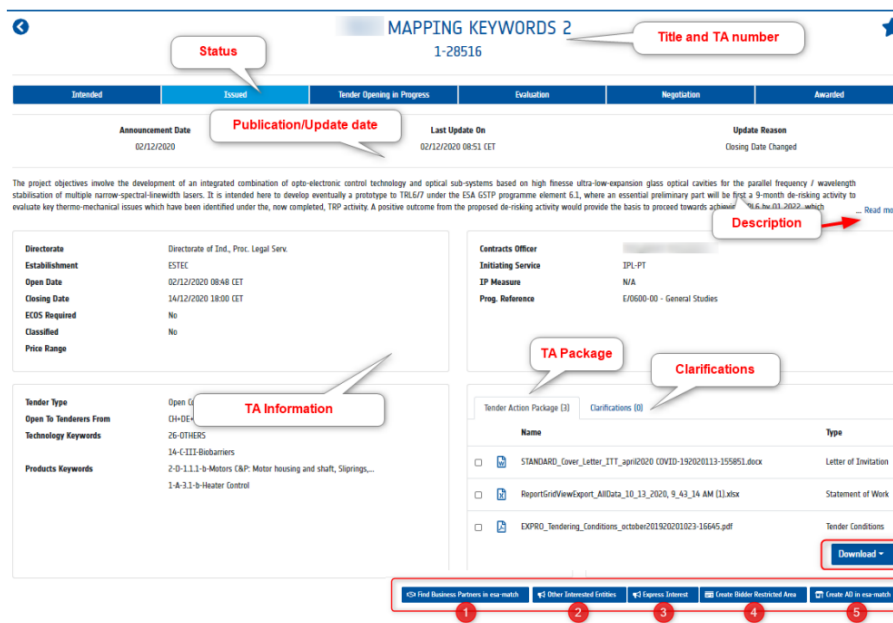 MAPPING KEYWORDS 2
Title and TA number
1-28516
Status
Intended Issued Tender Opening in Progress Evaluation Negotiation Awarded
Publication/Update date
Announcement Date Last Update On Update Reason
02/12/2020 02/12/2020 08:51 CET Closing Date Changed
The project objectives involve the development of an integrated combination of opto-electronic control technology and optical sub-systems based on high finesse ultra-low-expansion glass optical cavities for the parallel frequency / wavelength
stabilisation of multiple narrow-spectral-linewidth lasers. It is intended here to develop eventually a prototype to TRL6/7 under the ESA GSTP programme element 6.1, where an essential preliminary part will be first a 9-month de-risking activity to
evaluate key thermo-mechanical issues which have been identified under the, now completed, TRP activity. A positive outcome from the proposed de-risking activity would provide the basis to proceed towards achieving TRL6 by 03 2022, which
... Read mo
Description
Directorate Directorate of Ind., Proc. Legal Serv.
Establishment ESTEC
Open Date 02/12/2020 08:48 CET
Closing Date 14/12/2020 18:00 CET
ECOS Required No
Classified No
Price Range
Contracts Officer
Initiating Service IPL-PT
IP Measure N/A
Prog. Reference E/0600-00 - General Studies
TA Package
Clarifications
TA Information
Tender Type Open C
Open To Tenderers From CH+DE+
Technology Keywords 26-OTHERS
14-C-III-Biobarriers
Products Keywords 2-D-1.1.1-b-Motors C&P: Motor housing and shaft, Sliprings,...
1-A-3.1-b-Heater Control
Tender Action Package (3) Clarifications (0)
Name Type
STANDARD_Cover_Letter_ITT_april2020 COVID-192020113-155851.docx Letter of Invitation
ReportGridViewExport_AllData_10_13_2020, 9_43_14 AM (1).xlsx Statement of Work
EXPRO_Tendering_Conditions_october201920201023-16645.pdf Tender Conditions
Download
Find Business Partners in esa-match Other Interested Entities Express Interest Create Bidder Restricted Area Create AD in esa-match
1 2 3 4 5